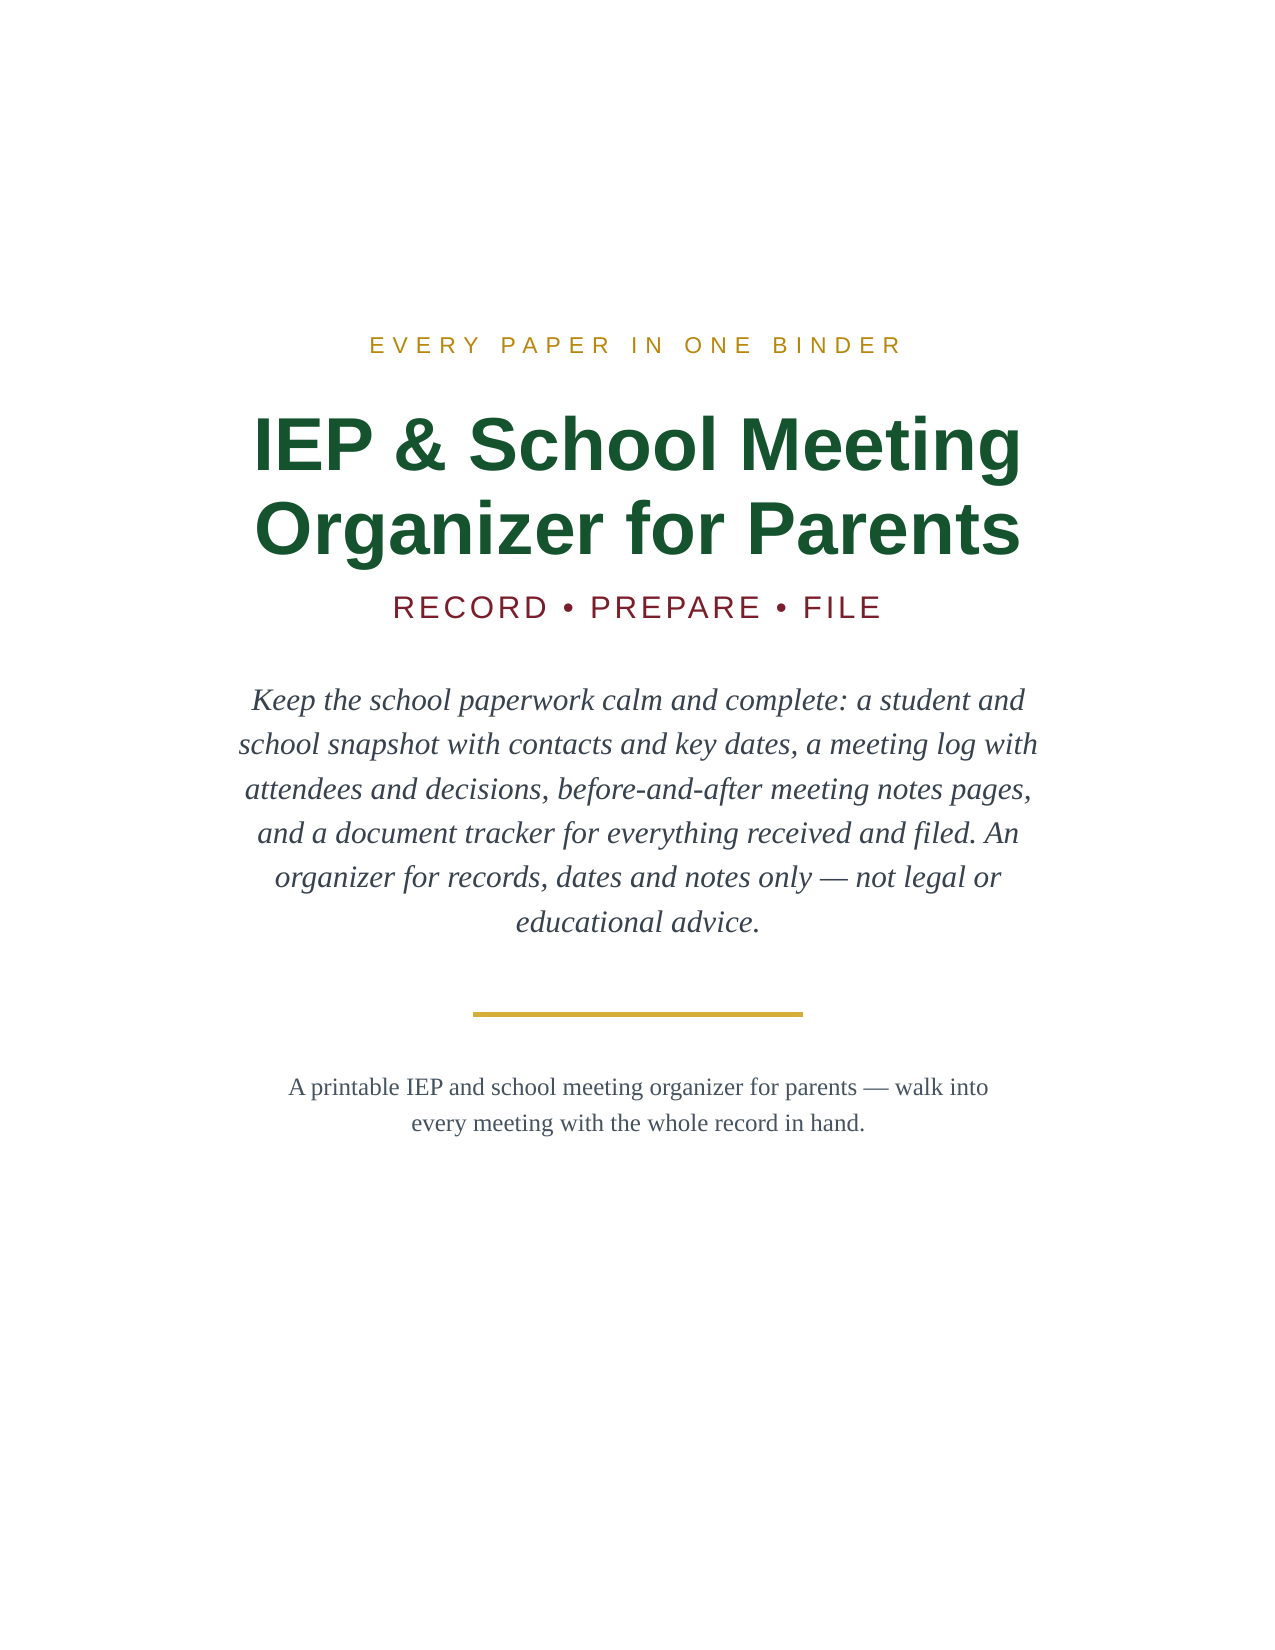 EVERY PAPER IN ONE BINDER
IEP & School Meeting
Organizer for Parents
RECORD • PREPARE • FILE
Keep the school paperwork calm and complete: a student and
school snapshot with contacts and key dates, a meeting log with
attendees and decisions, before-and-after meeting notes pages,
and a document tracker for everything received and filed. An
organizer for records, dates and notes only — not legal or
educational advice.
A printable IEP and school meeting organizer for parents — walk into
every meeting with the whole record in hand.